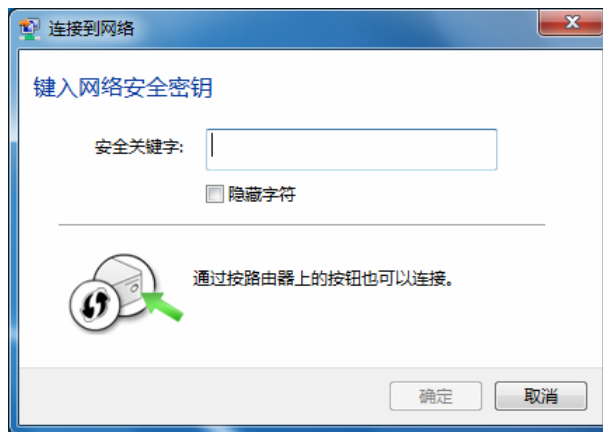 连接到网络
键入网络安全密钥
安全关键字:
隐藏字符
通过按路由器上的按钮也可以连接。
确定
取消